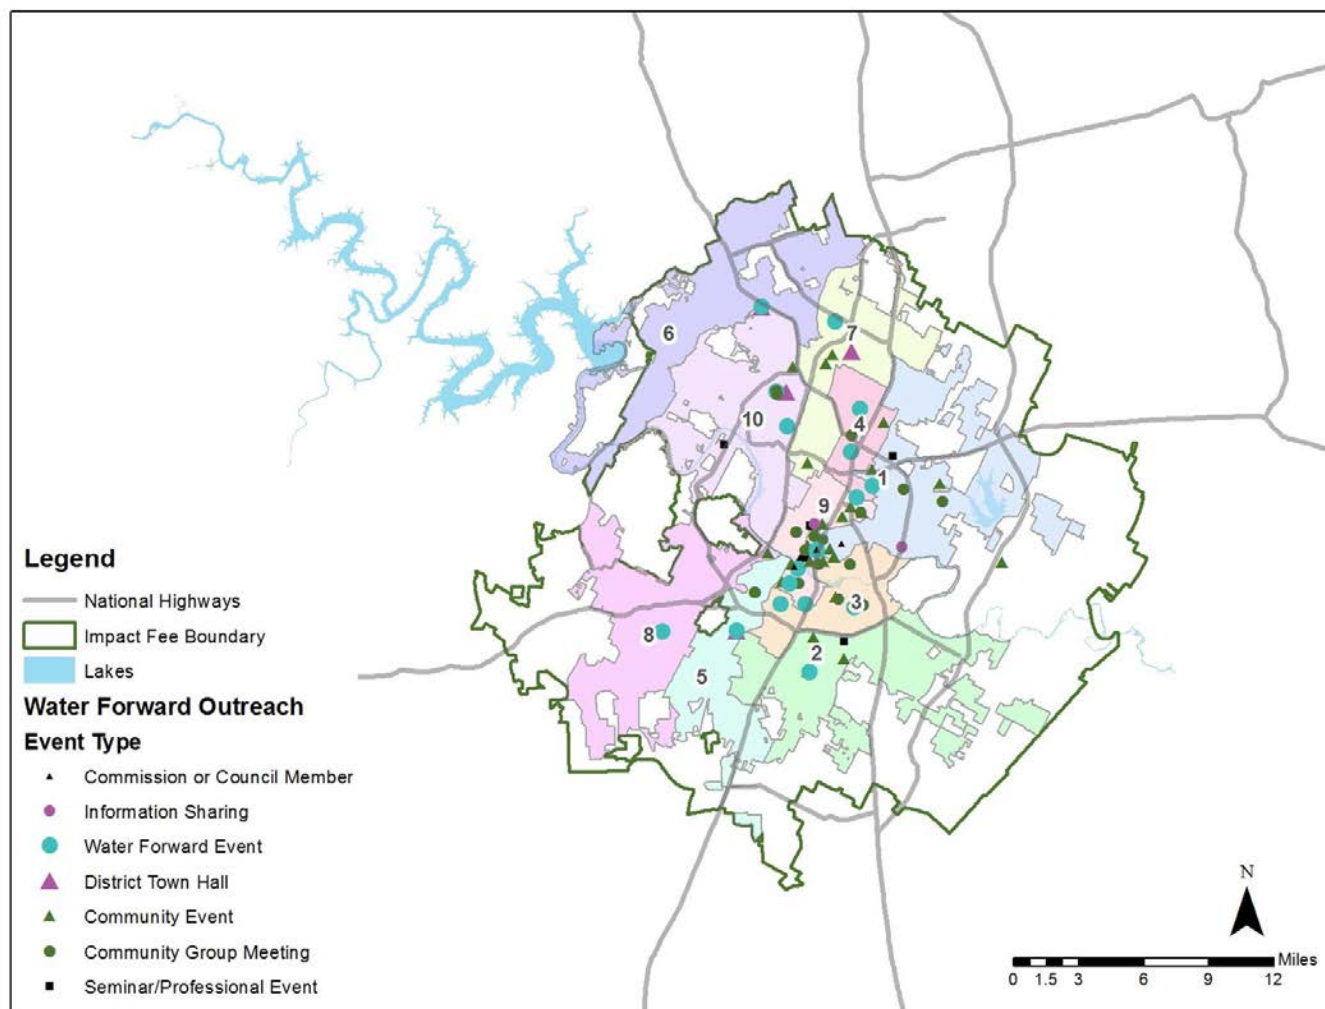 6
7
10
4
1
9
3
8
2
5
Legend
National Highways
Impact Fee Boundary
Lakes
Water Forward Outreach
Event Type
Commission or Council Member
Information Sharing
Water Forward Event
District Town Hall
Community Event
Community Group Meeting
Seminar/Professional Event
N
Miles
0 1.5 3 6 9 12